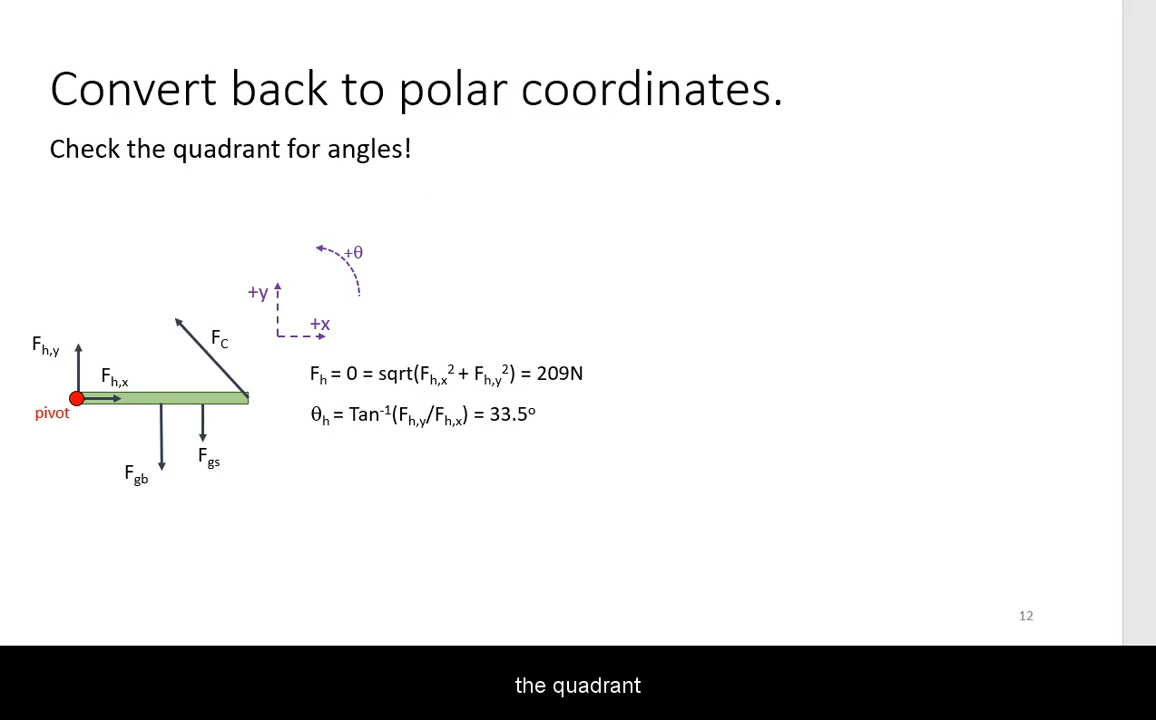 Convert back to polar coordinates.
Check the quadrant for angles!
+θ
+y
+x
F_C
F_h,y
F_h,x
pivot
F_gs
F_gb
F_h = 0 = sqrt(F_h,x² + F_h,y²) = 209N
θ_h = Tan⁻¹(F_h,y/F_h,x) = 33.5º
12
the quadrant